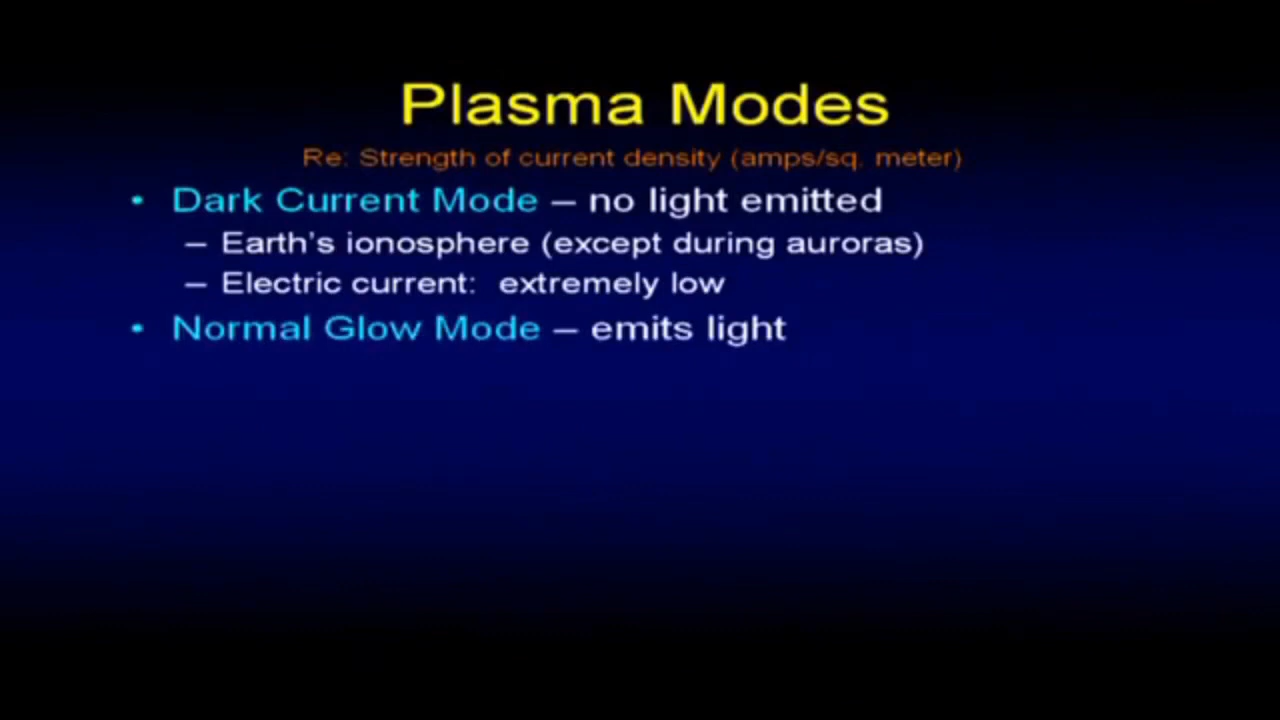 Plasma Modes
Re: Strength of current density (amps/sq. meter)
• Dark Current Mode – no light emitted
– Earth's ionosphere (except during auroras)
– Electric current: extremely low
• Normal Glow Mode – emits light